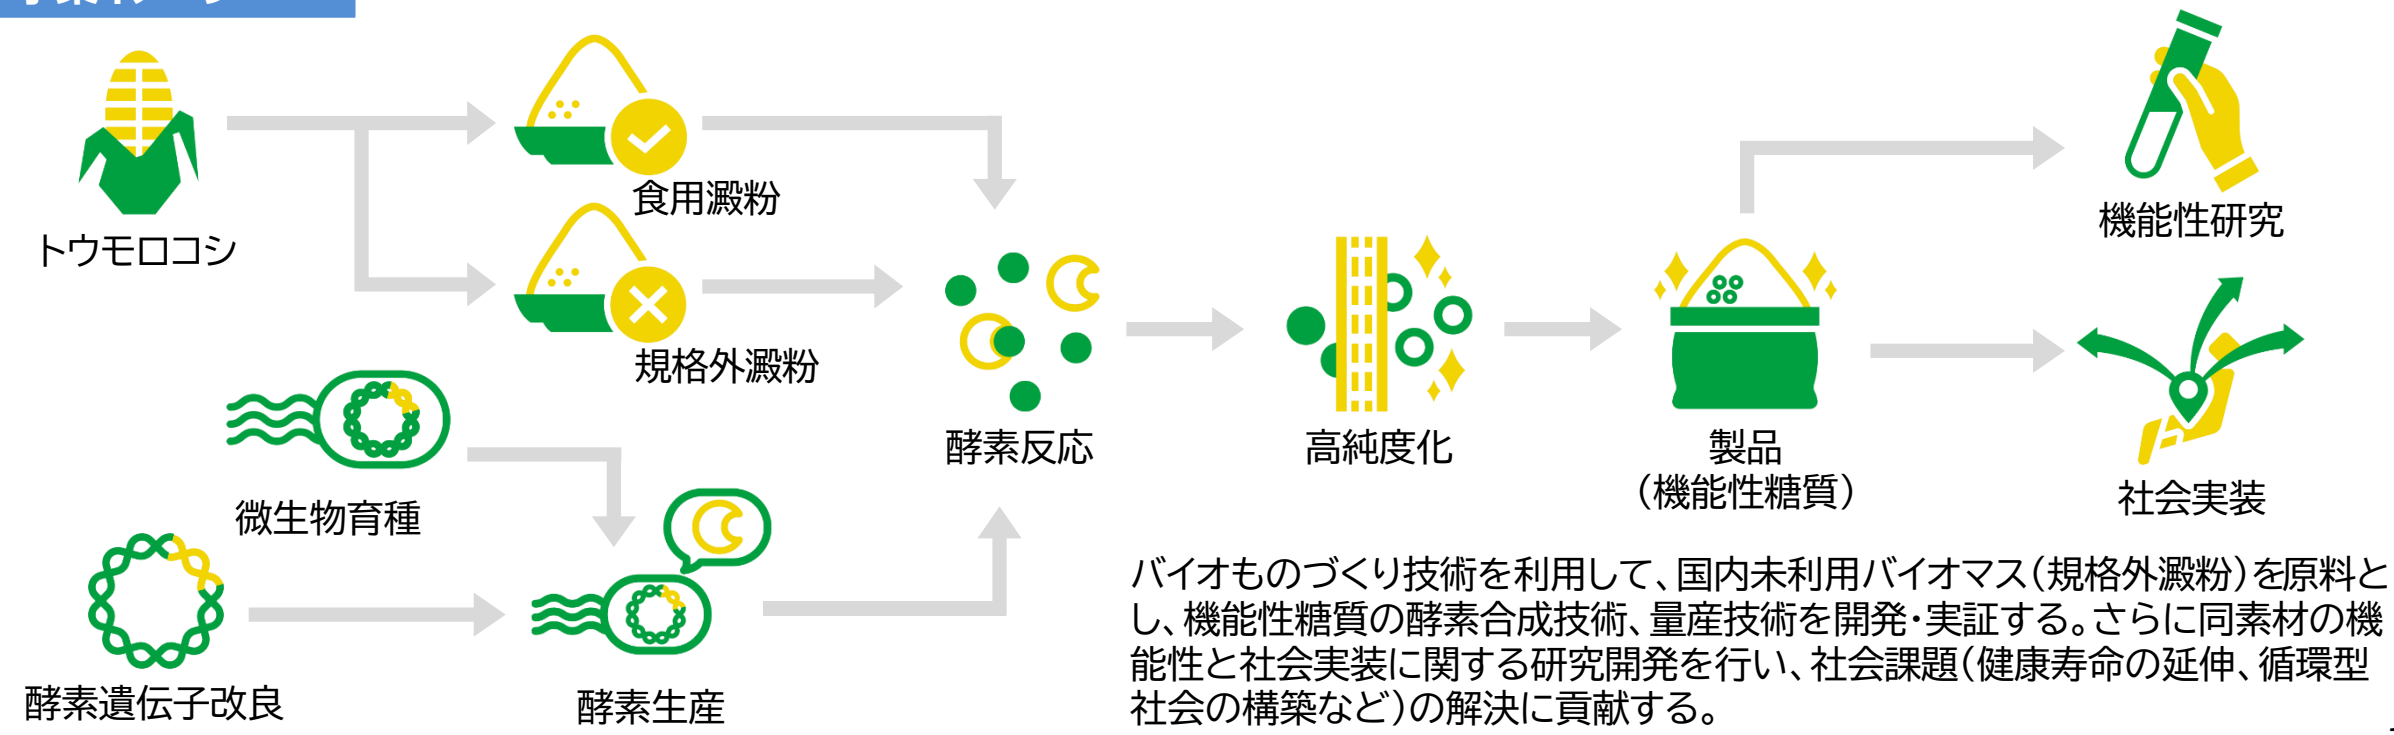 トウモロコシ
食用澱粉
規格外澱粉
微生物育種
酵素遺伝子改良
酵素生産
酵素反応
高純度化
製品
（機能性糖質）
機能性研究
社会実装
バイオものづくり技術を利用して、国内未利用バイオマス（規格外澱粉）を原料と
し、機能性糖質の酵素合成技術、量産技術を開発・実証する。さらに同素材の機
能性と社会実装に関する研究開発を行い、社会課題（健康寿命の延伸、循環型
社会の構築など）の解決に貢献する。